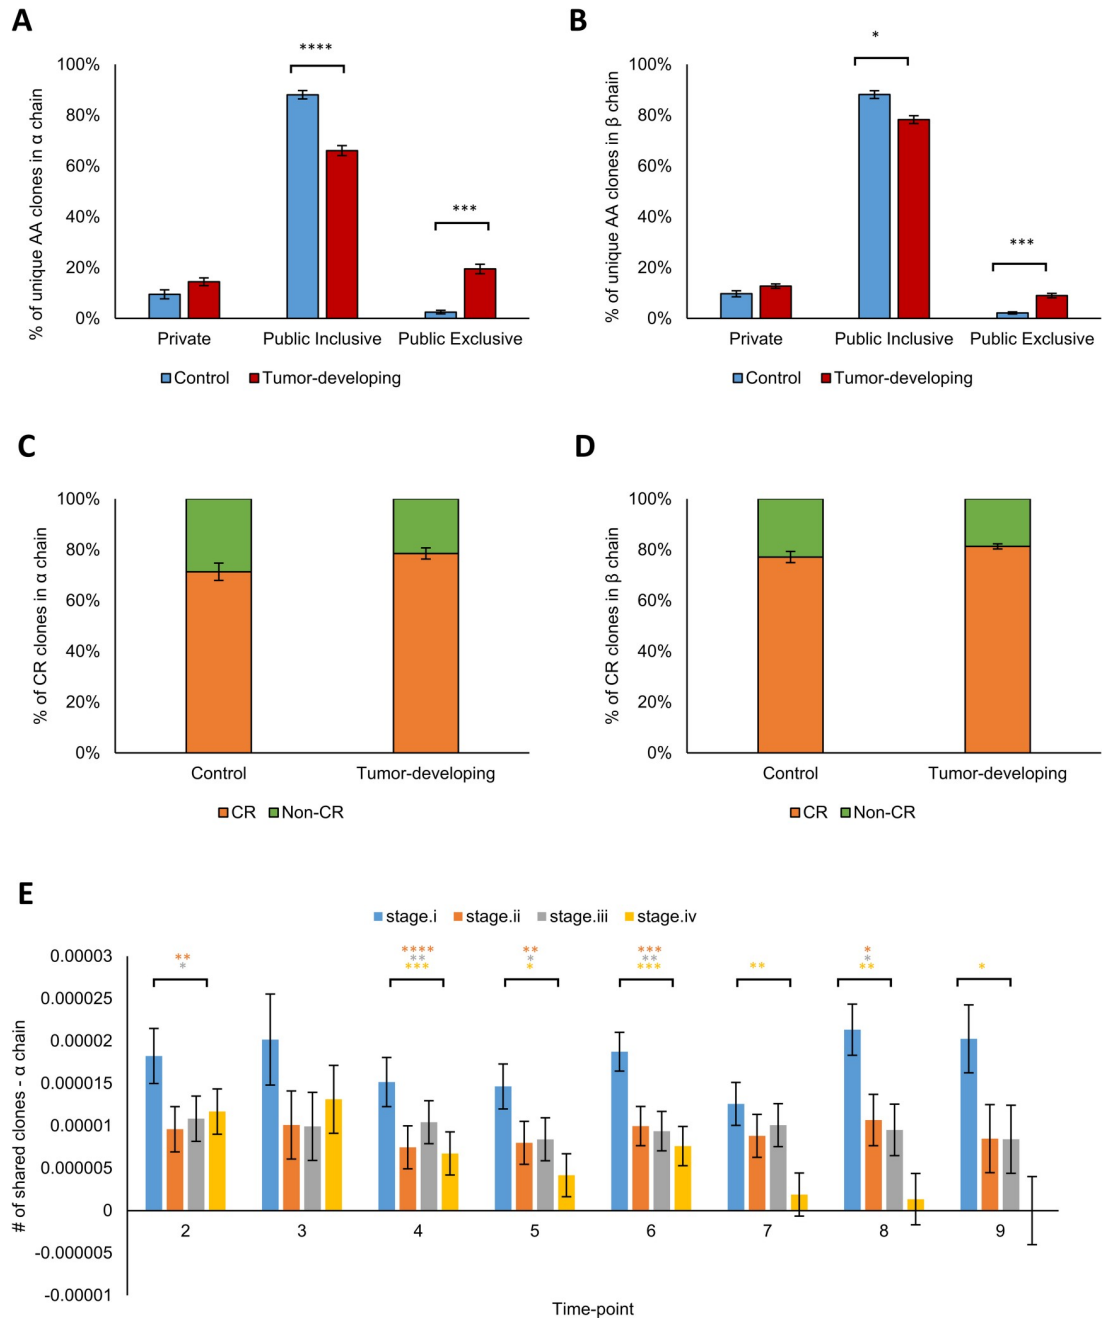 A
% of unique AA clones in α chain
100%
80%
60%
40%
20%
0%
****
***
Private
Public Inclusive
Public Exclusive
Control
Tumor-developing
B
% of unique AA clones in β chain
100%
80%
60%
40%
20%
0%
*
***
Private
Public Inclusive
Public Exclusive
Control
Tumor-developing
C
% of CR clones in α chain
100%
80%
60%
40%
20%
0%
Control
Tumor-developing
CR
Non-CR
D
% of CR clones in β chain
100%
80%
60%
40%
20%
0%
Control
Tumor-developing
CR
Non-CR
E
stage.i
stage.ii
stage.iii
stage.iv
# of shared clones - α chain
0.00003
0.000025
0.00002
0.000015
0.00001
0.000005
0
-0.000005
-0.00001
**
*
****
**
***
**
*
*
***
**
***
**
*
*
**
*
2
3
4
5
6
7
8
9
Time-point